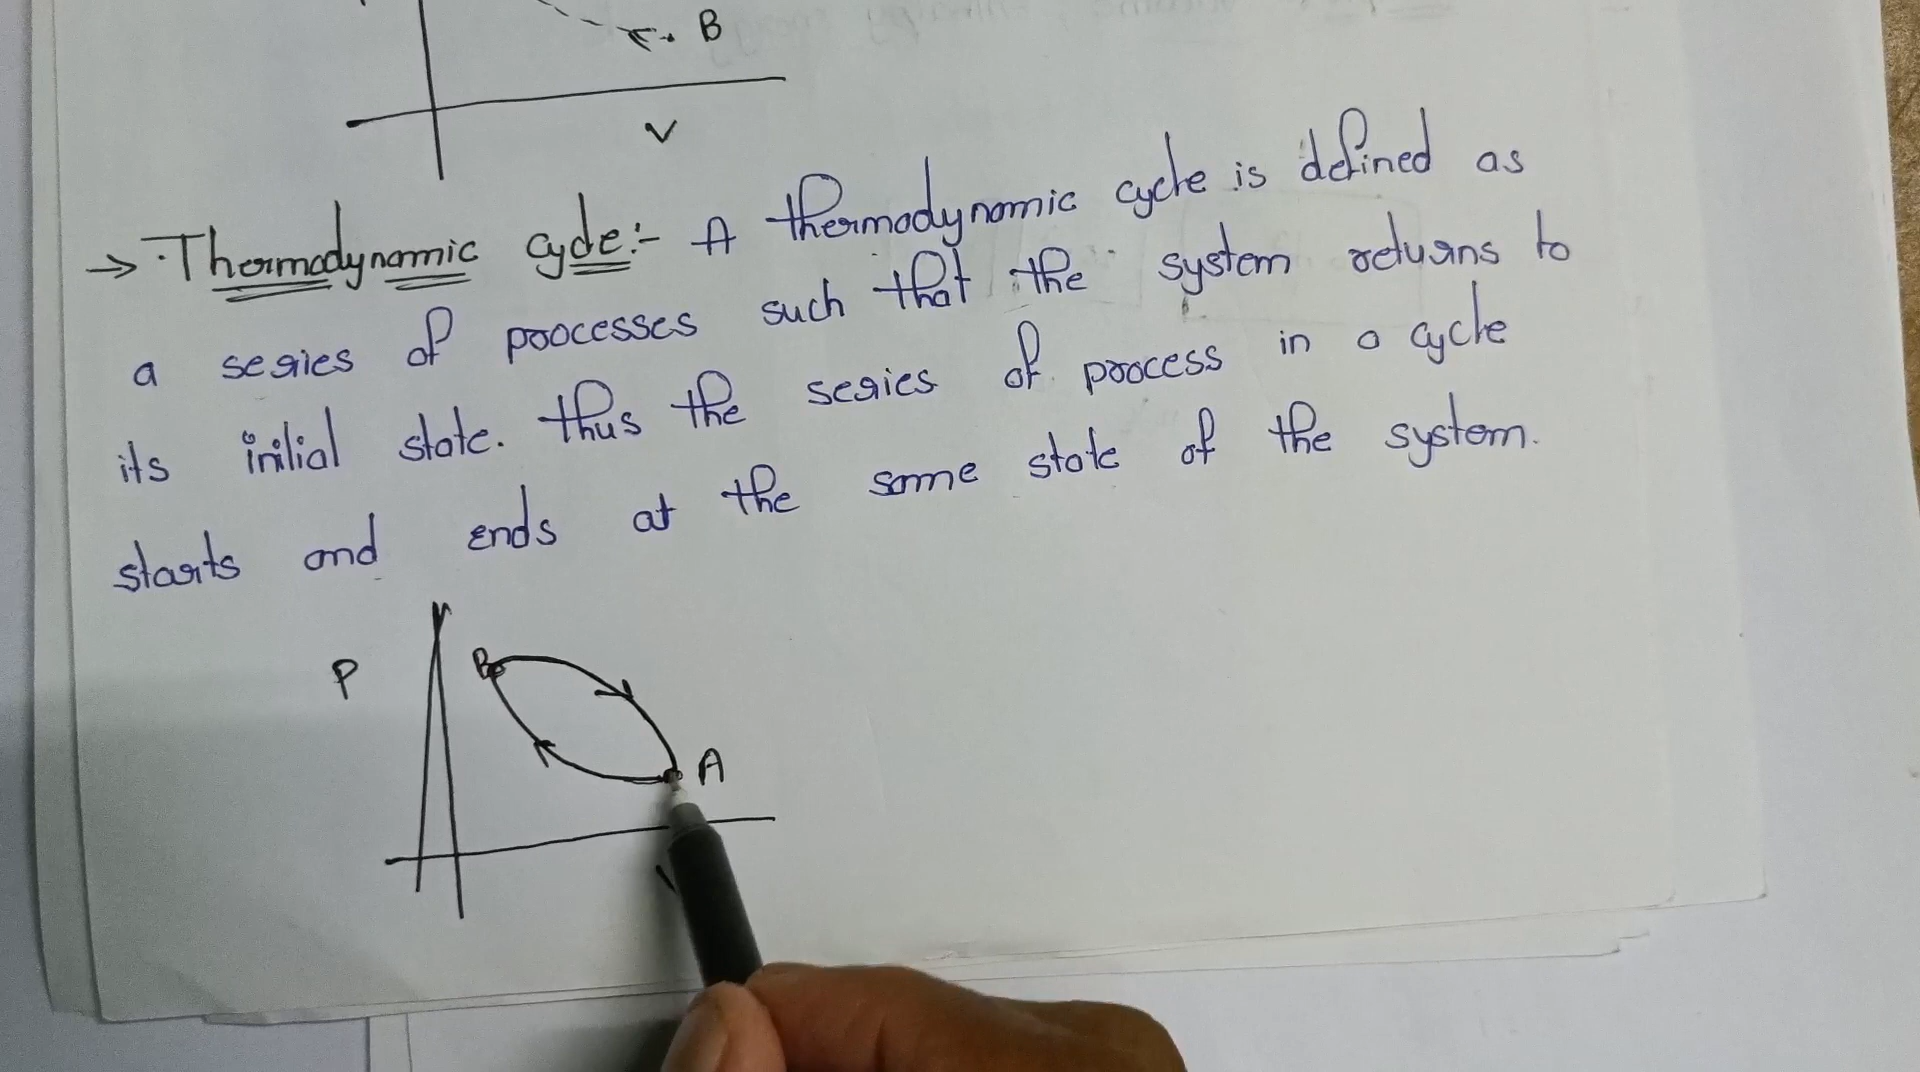 B
V
→ Thermodynamic cycle:- A thermodynamic cycle is defined as
a series of processes such that the system returns to
its initial state. thus the series of process in a cycle
starts and ends at the same state of the system.
P
B
A